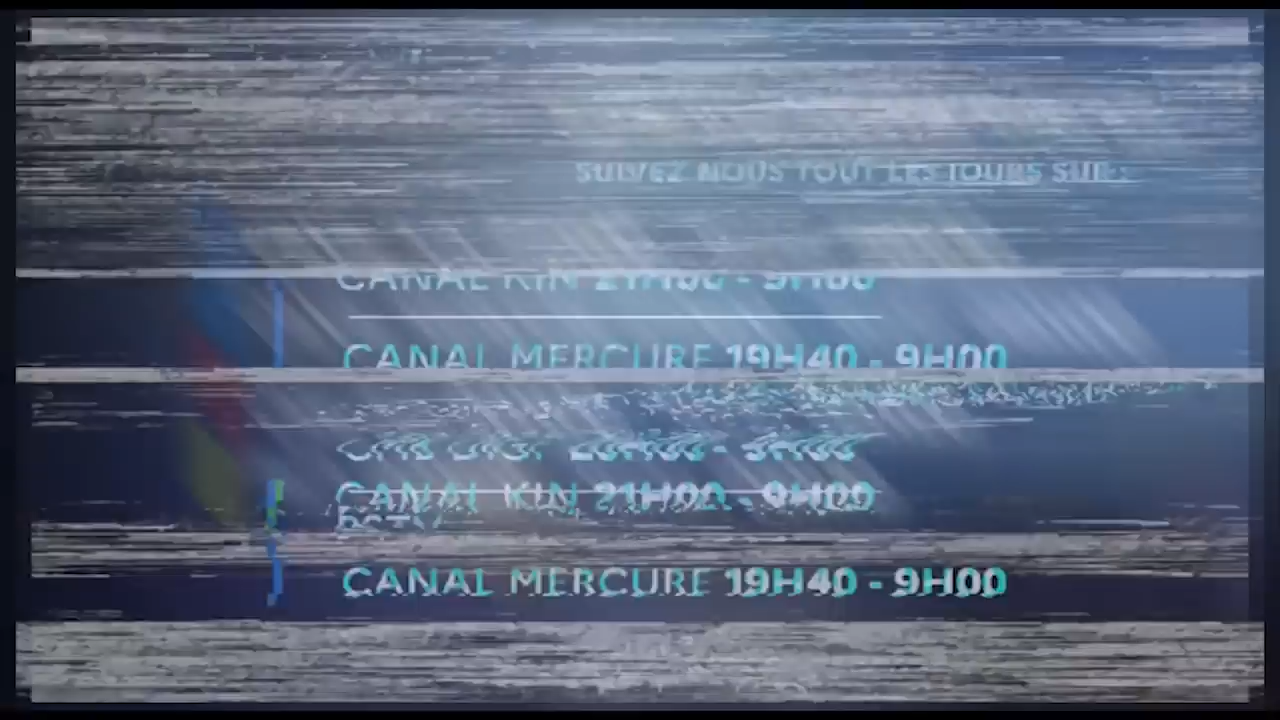 SUIVEZ NOUS TOUT LES JOURS SUR :
CANAL KIN 21H00 - 9H00
CANAL MERCURE 19H40 - 9H00
CANAL KIN 21H00 - 9H00
CANAL MERCURE 19H40 - 9H00